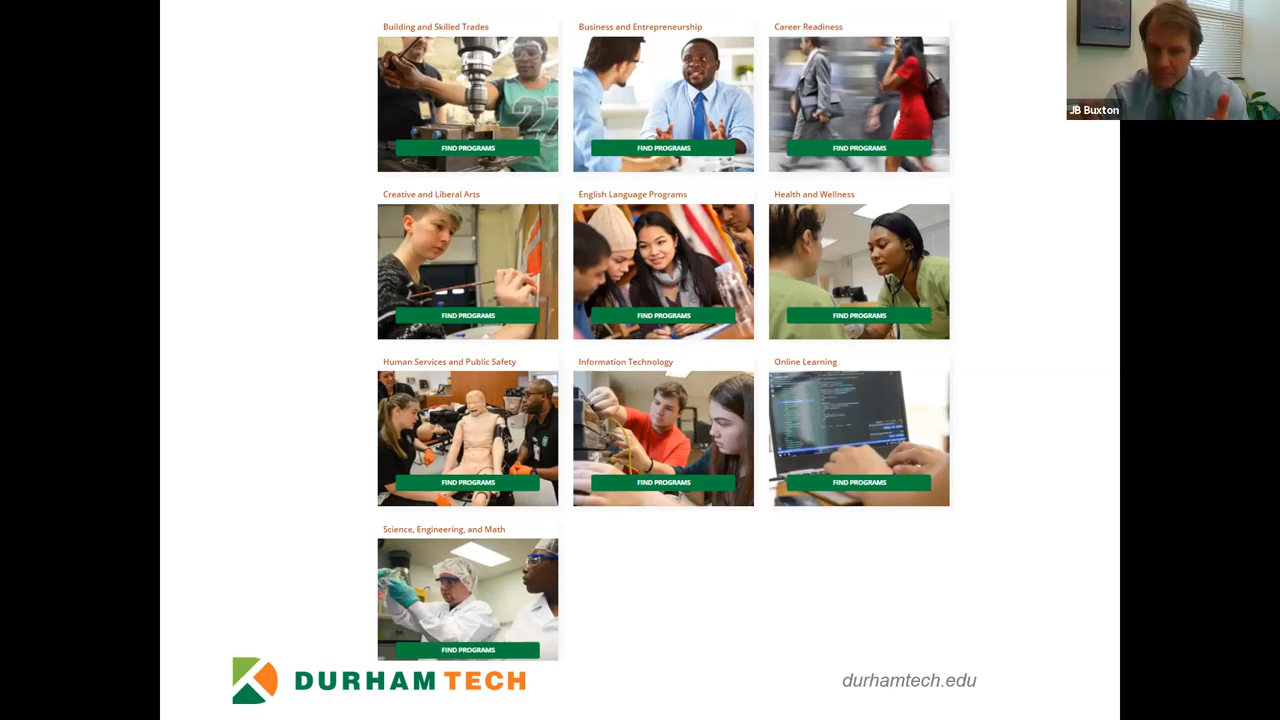 Building and Skilled Trades
Business and Entrepreneurship
Career Readiness
FIND PROGRAMS
FIND PROGRAMS
FIND PROGRAMS
JB Buxton
Creative and Liberal Arts
English Language Programs
Health and Wellness
FIND PROGRAMS
FIND PROGRAMS
FIND PROGRAMS
Human Services and Public Safety
Information Technology
Online Learning
FIND PROGRAMS
FIND PROGRAMS
FIND PROGRAMS
Science, Engineering, and Math
FIND PROGRAMS
DURHAM TECH
durhamtech.edu